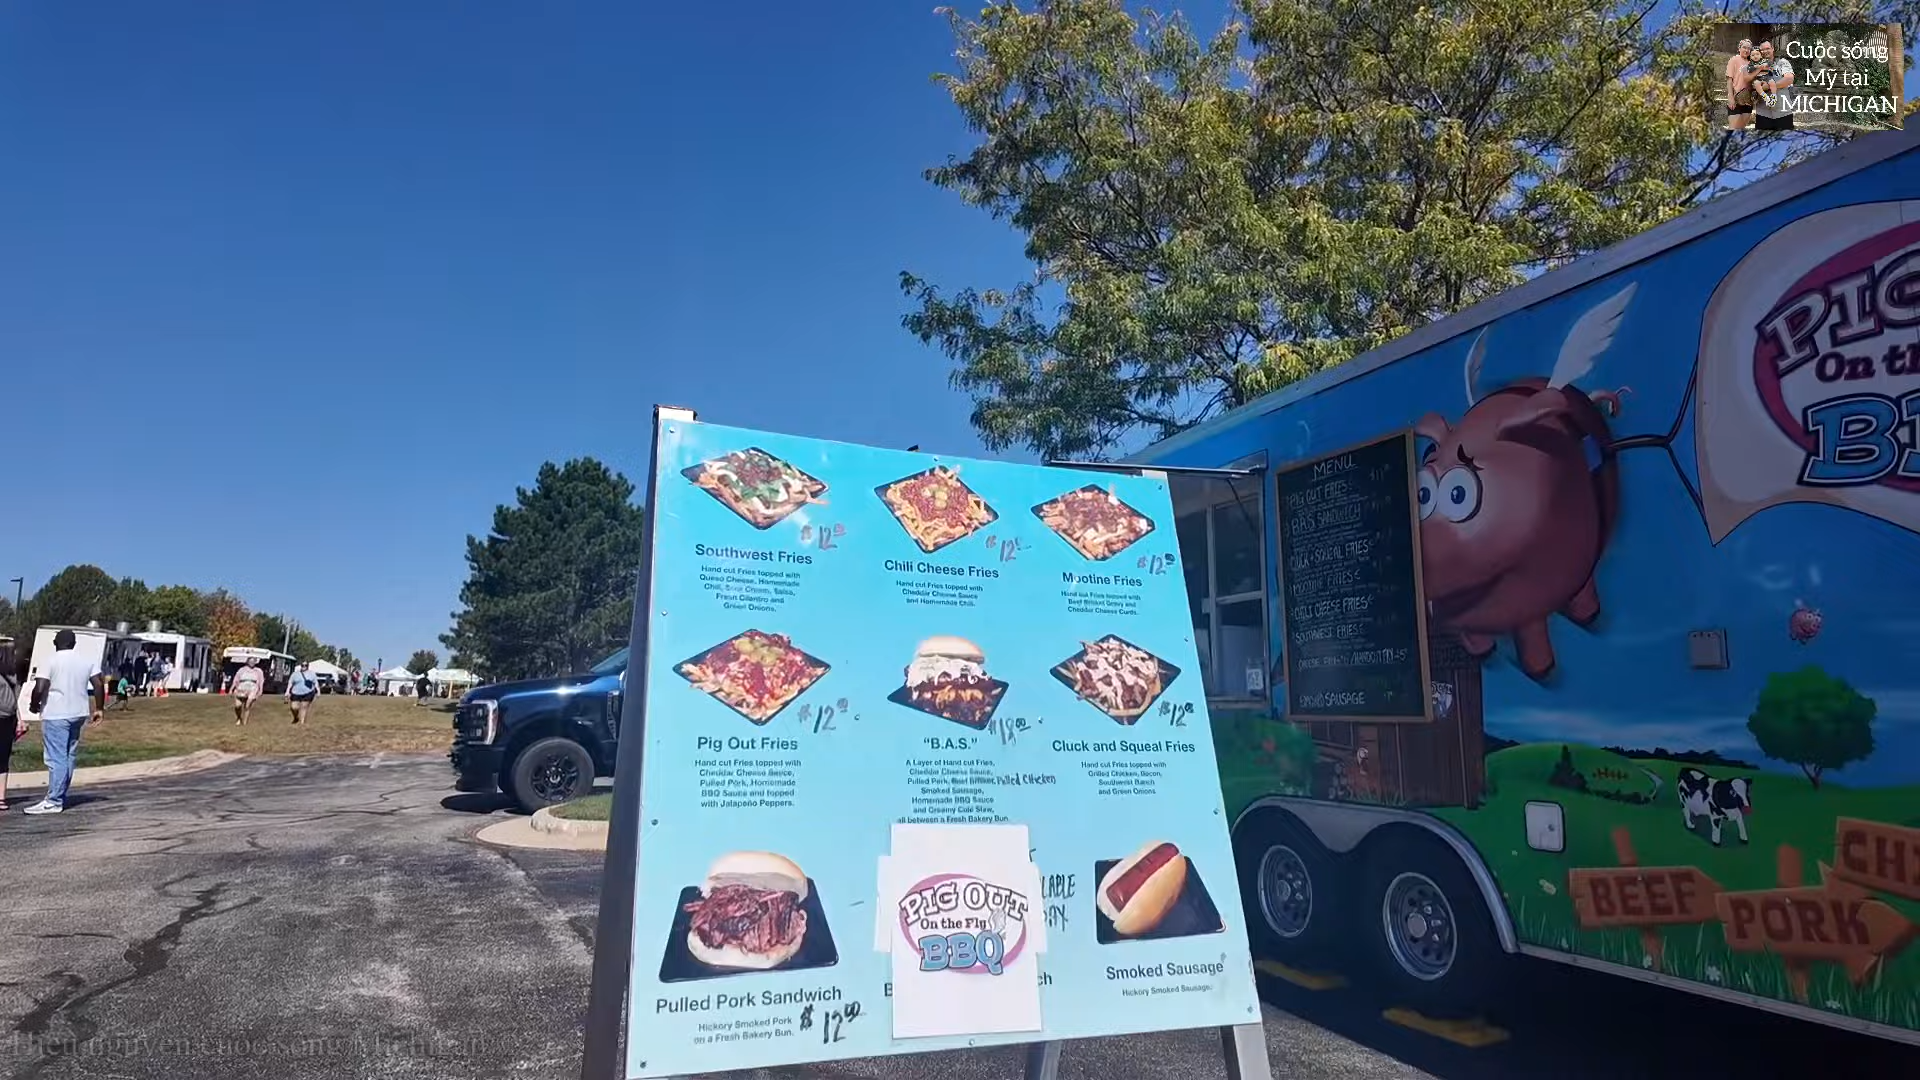 Cuộc sống
Mỹ tại
MICHIGAN
PIG
On the
MENU
PIG OUT FRIES
B.A.S SANDWICH
CLUCK + SQUEAL FRIES
MOOTINE FRIES
CHILI CHEESE FRIES
SOUTHWEST FRIES
SMOKED SAUSAGE
$12
Southwest Fries
Hand cut Fries topped with
Queso Cheese, Homemade
Chili, Sour Cream, Salsa,
Fresh Cilantro and
Green Onions.
$12
Chili Cheese Fries
Hand cut Fries topped with
Cheddar Cheese Sauce
and Homemade Chili.
$12
Mootine Fries
Hand cut Fries topped with
Beef Brisket Gravy and
Cheddar Cheese Curds.
$12
Pig Out Fries
Hand cut Fries topped with
Cheddar Cheese Sauce,
Pulled Pork, Homemade
BBQ Sauce and topped
with Jalapeño Peppers.
$18.00
"B.A.S."
A Layer of Hand cut Fries,
Cheddar Cheese Sauce,
Pulled Pork, Beef Brisket, Pulled Chicken
Smoked Sausage,
Homemade BBQ Sauce
and Creamy Cole Slaw,
all between a Fresh Bakery Bun.
$12
Cluck and Squeal Fries
Hand cut Fries topped with
Grilled Chicken, Bacon,
Southwest Ranch
and Green Onions
Pulled Pork Sandwich
Hickory Smoked Pork
on a Fresh Bakery Bun.
$12.00
PIG OUT
On the Fly
BBQ
Smoked Sausage
Hickory Smoked Sausage.
BEEF
PORK